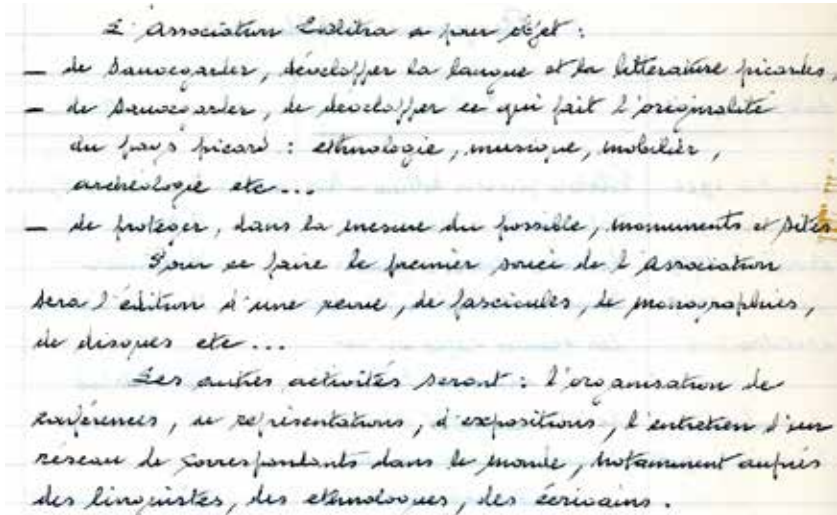 L'Association Eklitra a pour objet :
— de sauvegarder, développer la langue et la littérature picardes,
— de sauvegarder, de développer ce qui fait l'originalité
du pays picard : ethnologie, musique, mobilier,
archéologie etc...
— de protéger, dans la mesure du possible, monuments et sites
Pour ce faire le premier souci de l'Association
sera l'édition d'une revue, de fascicules, de monographies,
de disques etc...
Les autres activités seront : l'organisation de
conférences, de représentations, d'expositions, l'entretien d'un
réseau de correspondants dans le monde, notamment auprès
des linguistes, des ethnologues, des écrivains.